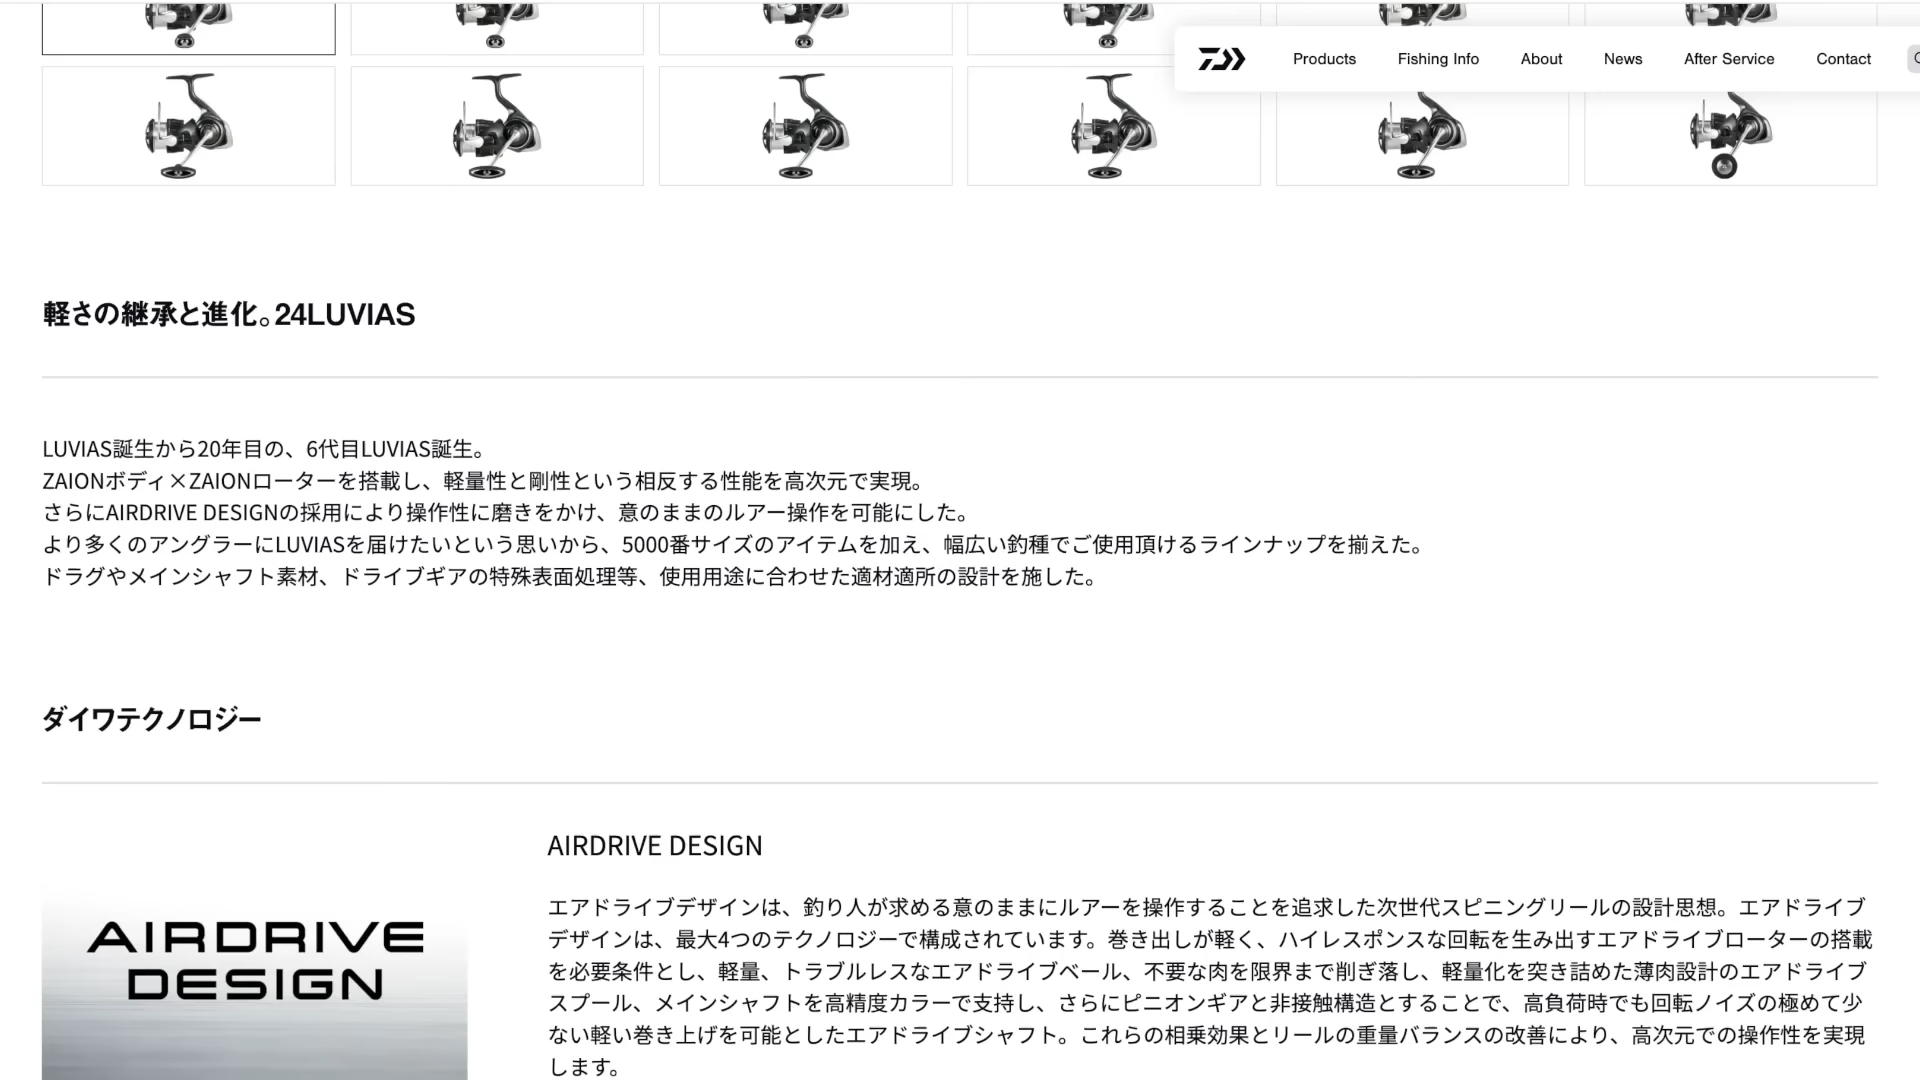 Products
Fishing Info
About
News
After Service
Contact
軽さの継承と進化。24LUVIAS
LUVIAS誕生から20年目の、6代目LUVIAS誕生。
ZAIONボディ×ZAIONローターを搭載し、軽量性と剛性という相反する性能を高次元で実現。
さらにAIRDRIVE DESIGNの採用により操作性に磨きをかけ、意のままのルアー操作を可能にした。
より多くのアングラーにLUVIASを届けたいという思いから、5000番サイズのアイテムを加え、幅広い釣種でご使用頂けるラインナップを揃えた。
ドラグやメインシャフト素材、ドライブギアの特殊表面処理等、使用用途に合わせた適材適所の設計を施した。
ダイワテクノロジー
AIRDRIVE
DESIGN
AIRDRIVE DESIGN
エアドライブデザインは、釣り人が求める意のままにルアーを操作することを追求した次世代スピニングリールの設計思想。エアドライブ
デザインは、最大4つのテクノロジーで構成されています。巻き出しが軽く、ハイレスポンスな回転を生み出すエアドライブローターの搭載
を必要条件とし、軽量、トラブルレスなエアドライブベール、不要な肉を限界まで削ぎ落し、軽量化を突き詰めた薄肉設計のエアドライブ
スプール、メインシャフトを高精度カラーで支持し、さらにピニオンギアと非接触構造とすることで、高負荷時でも回転ノイズの極めて少
ない軽い巻き上げを可能としたエアドライブシャフト。これらの相乗効果とリールの重量バランスの改善により、高次元での操作性を実現
します。